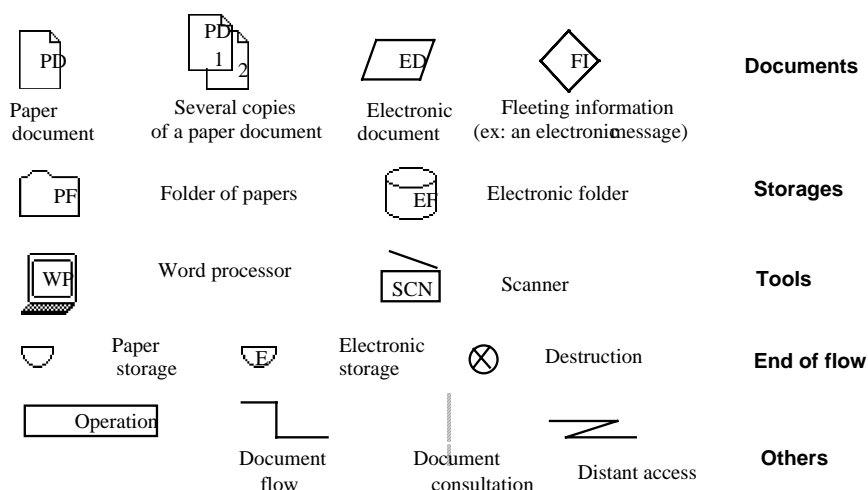 PD
PD
1
2
ED
FI
Documents
Paper
document
Several copies
of a paper document
Electronic
document
Fleeting information
(ex: an electronicmessage)
PF
Folder of papers
EF
Electronic folder
Storages
WP
Word processor
SCN
Scanner
Tools
Paper
storage
E
Electronic
storage
Destruction
End of flow
Operation
Document
flow
Document
consultation
Distant access
Others